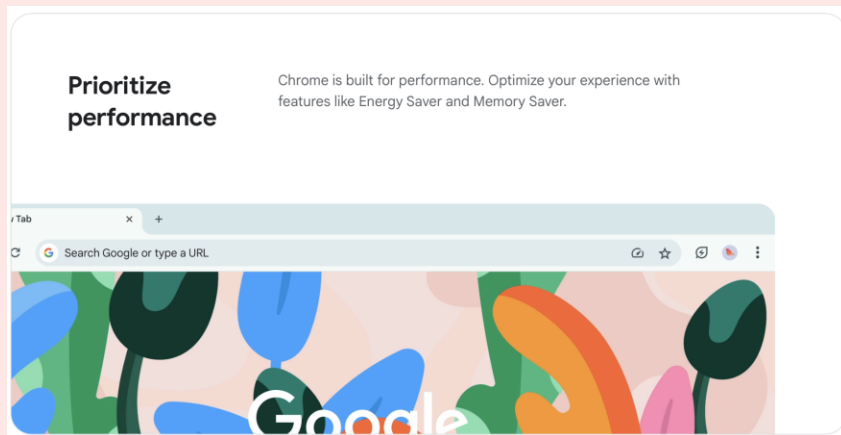 Prioritize
performance
Chrome is built for performance. Optimize your experience with
features like Energy Saver and Memory Saver.
Tab
Search Google or type a URL
Google